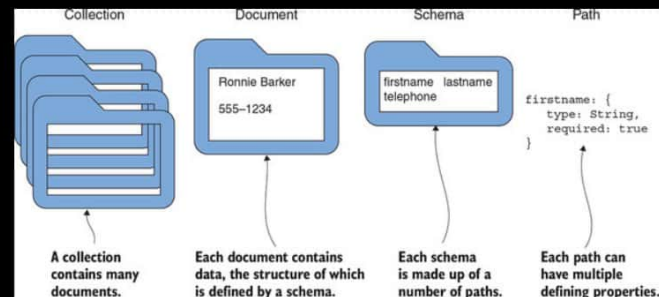 Collection Document Schema Path
Ronnie Barker
555–1234
firstname lastname
telephone
firstname: {
type: String,
required: true
}
A collection
contains many
documents.
Each document contains
data, the structure of which
is defined by a schema.
Each schema
is made up of a
number of paths.
Each path can
have multiple
defining properties.